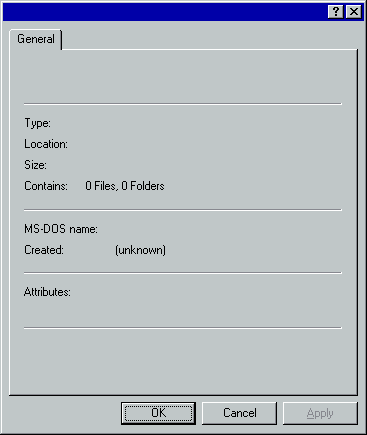 General
Type:
Location:
Size:
Contains: 0 Files, 0 Folders
MS-DOS name:
Created: (unknown)
Attributes:
OK Cancel Apply